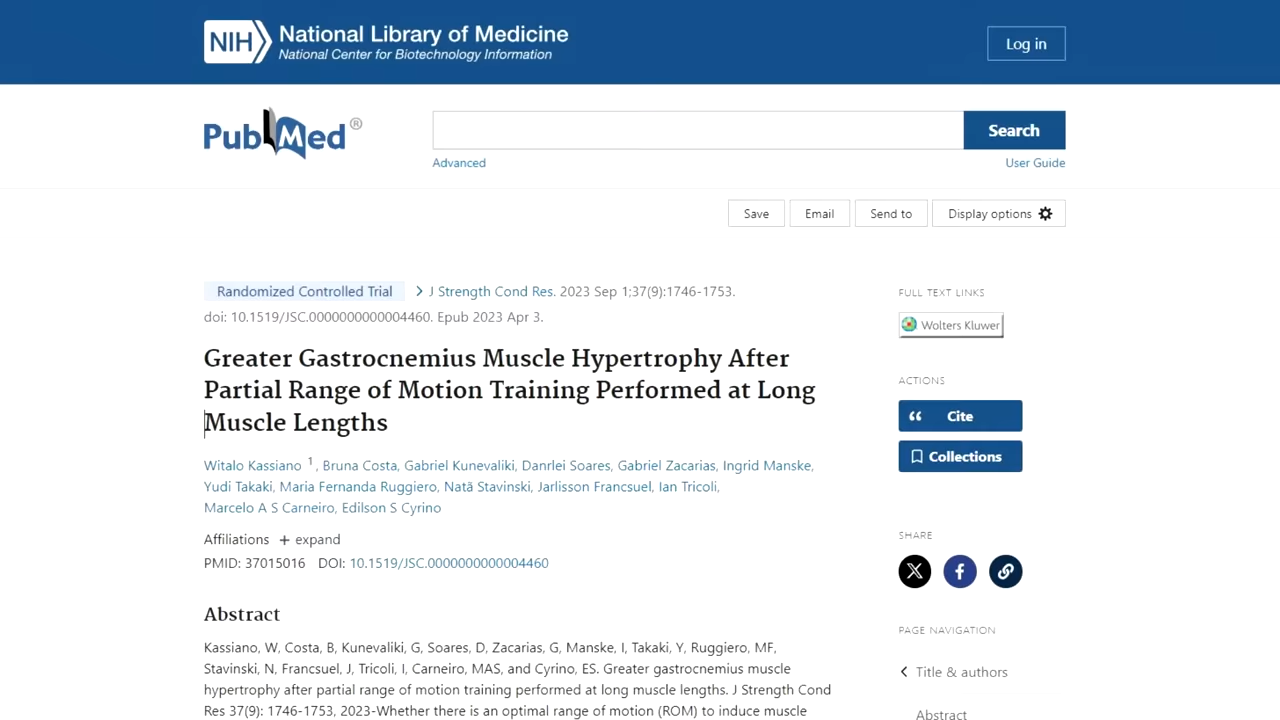 NIH National Library of Medicine
National Center for Biotechnology Information
Log in
PubMed®
Search
Advanced
User Guide
Save
Email
Send to
Display options
Randomized Controlled Trial
J Strength Cond Res. 2023 Sep 1;37(9):1746-1753.
doi: 10.1519/JSC.0000000000004460. Epub 2023 Apr 3.
Greater Gastrocnemius Muscle Hypertrophy After
Partial Range of Motion Training Performed at Long
Muscle Lengths
Witalo Kassiano 1, Bruna Costa, Gabriel Kunevaliki, Danrlei Soares, Gabriel Zacarias, Ingrid Manske,
Yudi Takaki, Maria Fernanda Ruggiero, Natã Stavinski, Jarlisson Francsuel, Ian Tricoli,
Marcelo A S Carneiro, Edilson S Cyrino
Affiliations + expand
PMID: 37015016 DOI: 10.1519/JSC.0000000000004460
Abstract
Kassiano, W, Costa, B, Kunevaliki, G, Soares, D, Zacarias, G, Manske, I, Takaki, Y, Ruggiero, MF,
Stavinski, N, Francsuel, J, Tricoli, I, Carneiro, MAS, and Cyrino, ES. Greater gastrocnemius muscle
hypertrophy after partial range of motion training performed at long muscle lengths. J Strength Cond
Res 37(9): 1746-1753, 2023-Whether there is an optimal range of motion (ROM) to induce muscle
FULL TEXT LINKS
Wolters Kluwer
ACTIONS
Cite
Collections
SHARE
PAGE NAVIGATION
Title & authors
Abstract